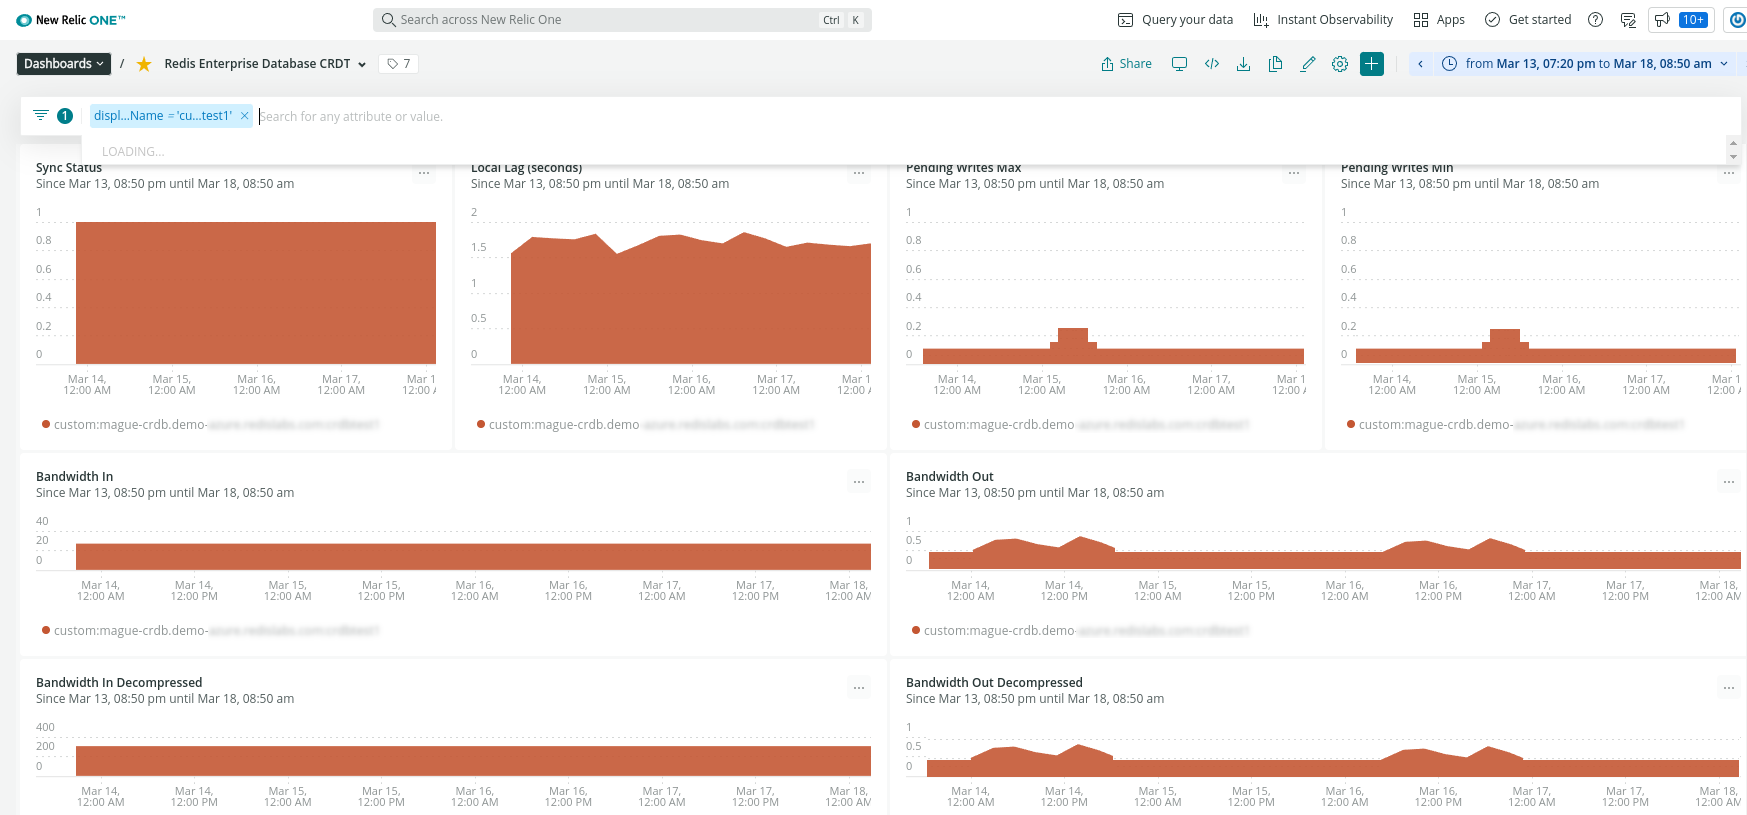 New Relic ONE™
Search across New Relic One
Ctrl K
Query your data
Instant Observability
Apps
Get started
10+
Dashboards / Redis Enterprise Database CRDT
7
Share
from Mar 13, 07:20 pm to Mar 18, 08:50 am
1
displ...Name = 'cu...test1' ×
Search for any attribute or value.
LOADING...
Sync Status
Since Mar 13, 08:50 pm until Mar 18, 08:50 am
1
0.8
0.6
0.4
0.2
0
Mar 14, Mar 15, Mar 16, Mar 17, Mar 1
12:00 AM 12:00 AM 12:00 AM 12:00 AM 12:00 A
custom:mague-crdb.demo-
Local Lag (seconds)
Since Mar 13, 08:50 pm until Mar 18, 08:50 am
2
1.5
1
0.5
0
Mar 14, Mar 15, Mar 16, Mar 17, Mar 1
12:00 AM 12:00 AM 12:00 AM 12:00 AM 12:00 A
custom:mague-crdb.demo
Pending Writes Max
Since Mar 13, 08:50 pm until Mar 18, 08:50 am
1
0.8
0.6
0.4
0.2
0
Mar 14, Mar 15, Mar 16, Mar 17, Mar 1
12:00 AM 12:00 AM 12:00 AM 12:00 AM 12:00 A
custom:mague-crdb.demo
Pending Writes Min
Since Mar 13, 08:50 pm until Mar 18, 08:50 am
1
0.8
0.6
0.4
0.2
0
Mar 14, Mar 15, Mar 16, Mar 17, Mar 1
12:00 AM 12:00 AM 12:00 AM 12:00 AM 12:00 A
custom:mague-crdb.demo-
Bandwidth In
Since Mar 13, 08:50 pm until Mar 18, 08:50 am
40
20
0
Mar 14, Mar 14, Mar 15, Mar 15, Mar 16, Mar 16, Mar 17, Mar 17, Mar 18,
12:00 AM 12:00 PM 12:00 AM 12:00 PM 12:00 AM 12:00 PM 12:00 AM 12:00 PM 12:00 AM
custom:mague-crdb.demo-
Bandwidth Out
Since Mar 13, 08:50 pm until Mar 18, 08:50 am
1
0.5
0
Mar 14, Mar 14, Mar 15, Mar 15, Mar 16, Mar 16, Mar 17, Mar 17, Mar 18,
12:00 AM 12:00 PM 12:00 AM 12:00 PM 12:00 AM 12:00 PM 12:00 AM 12:00 PM 12:00 AM
custom:mague-crdb.demo-
Bandwidth In Decompressed
Since Mar 13, 08:50 pm until Mar 18, 08:50 am
400
200
0
Mar 14, Mar 14, Mar 15, Mar 15, Mar 16, Mar 16, Mar 17, Mar 17, Mar 18,
12:00 AM 12:00 PM 12:00 AM 12:00 PM 12:00 AM 12:00 PM 12:00 AM 12:00 PM 12:00 AM
Bandwidth Out Decompressed
Since Mar 13, 08:50 pm until Mar 18, 08:50 am
1
0.5
0
Mar 14, Mar 14, Mar 15, Mar 15, Mar 16, Mar 16, Mar 17, Mar 17, Mar 18,
12:00 AM 12:00 PM 12:00 AM 12:00 PM 12:00 AM 12:00 PM 12:00 AM 12:00 PM 12:00 AM